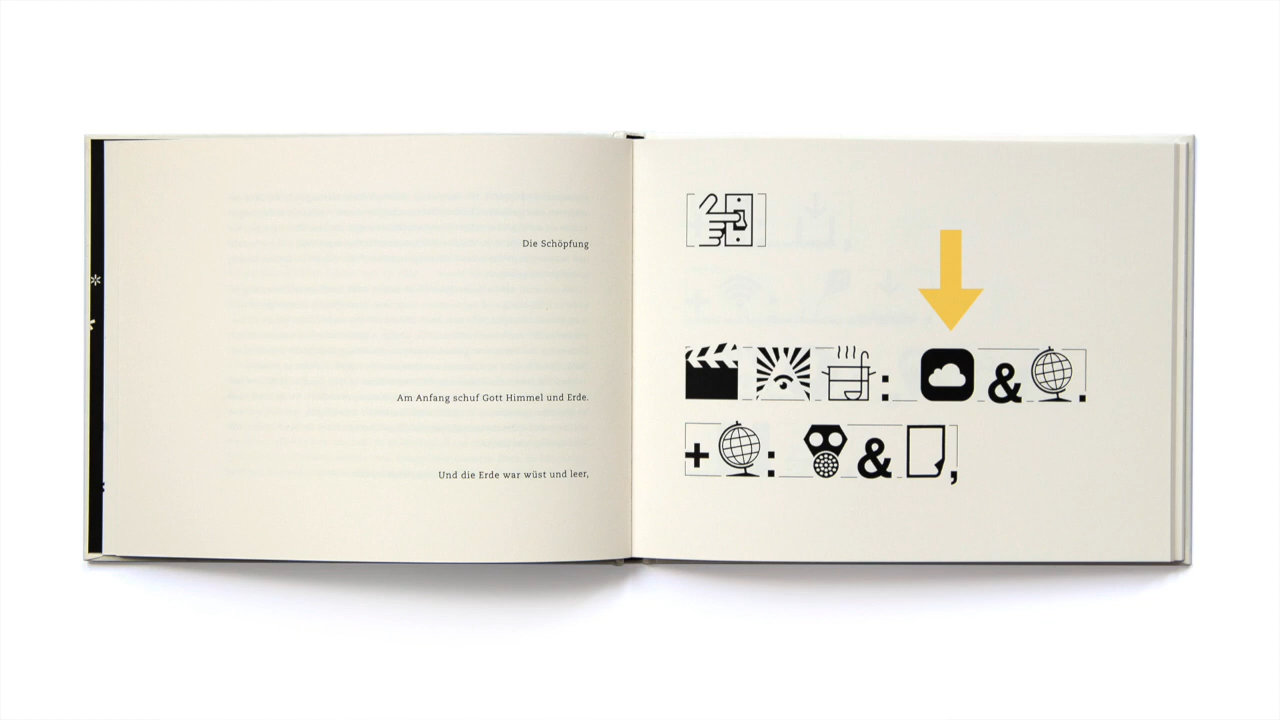 Die Schöpfung
Am Anfang schuf Gott Himmel und Erde.
Und die Erde war wüst und leer,
: & .
+ : & ,